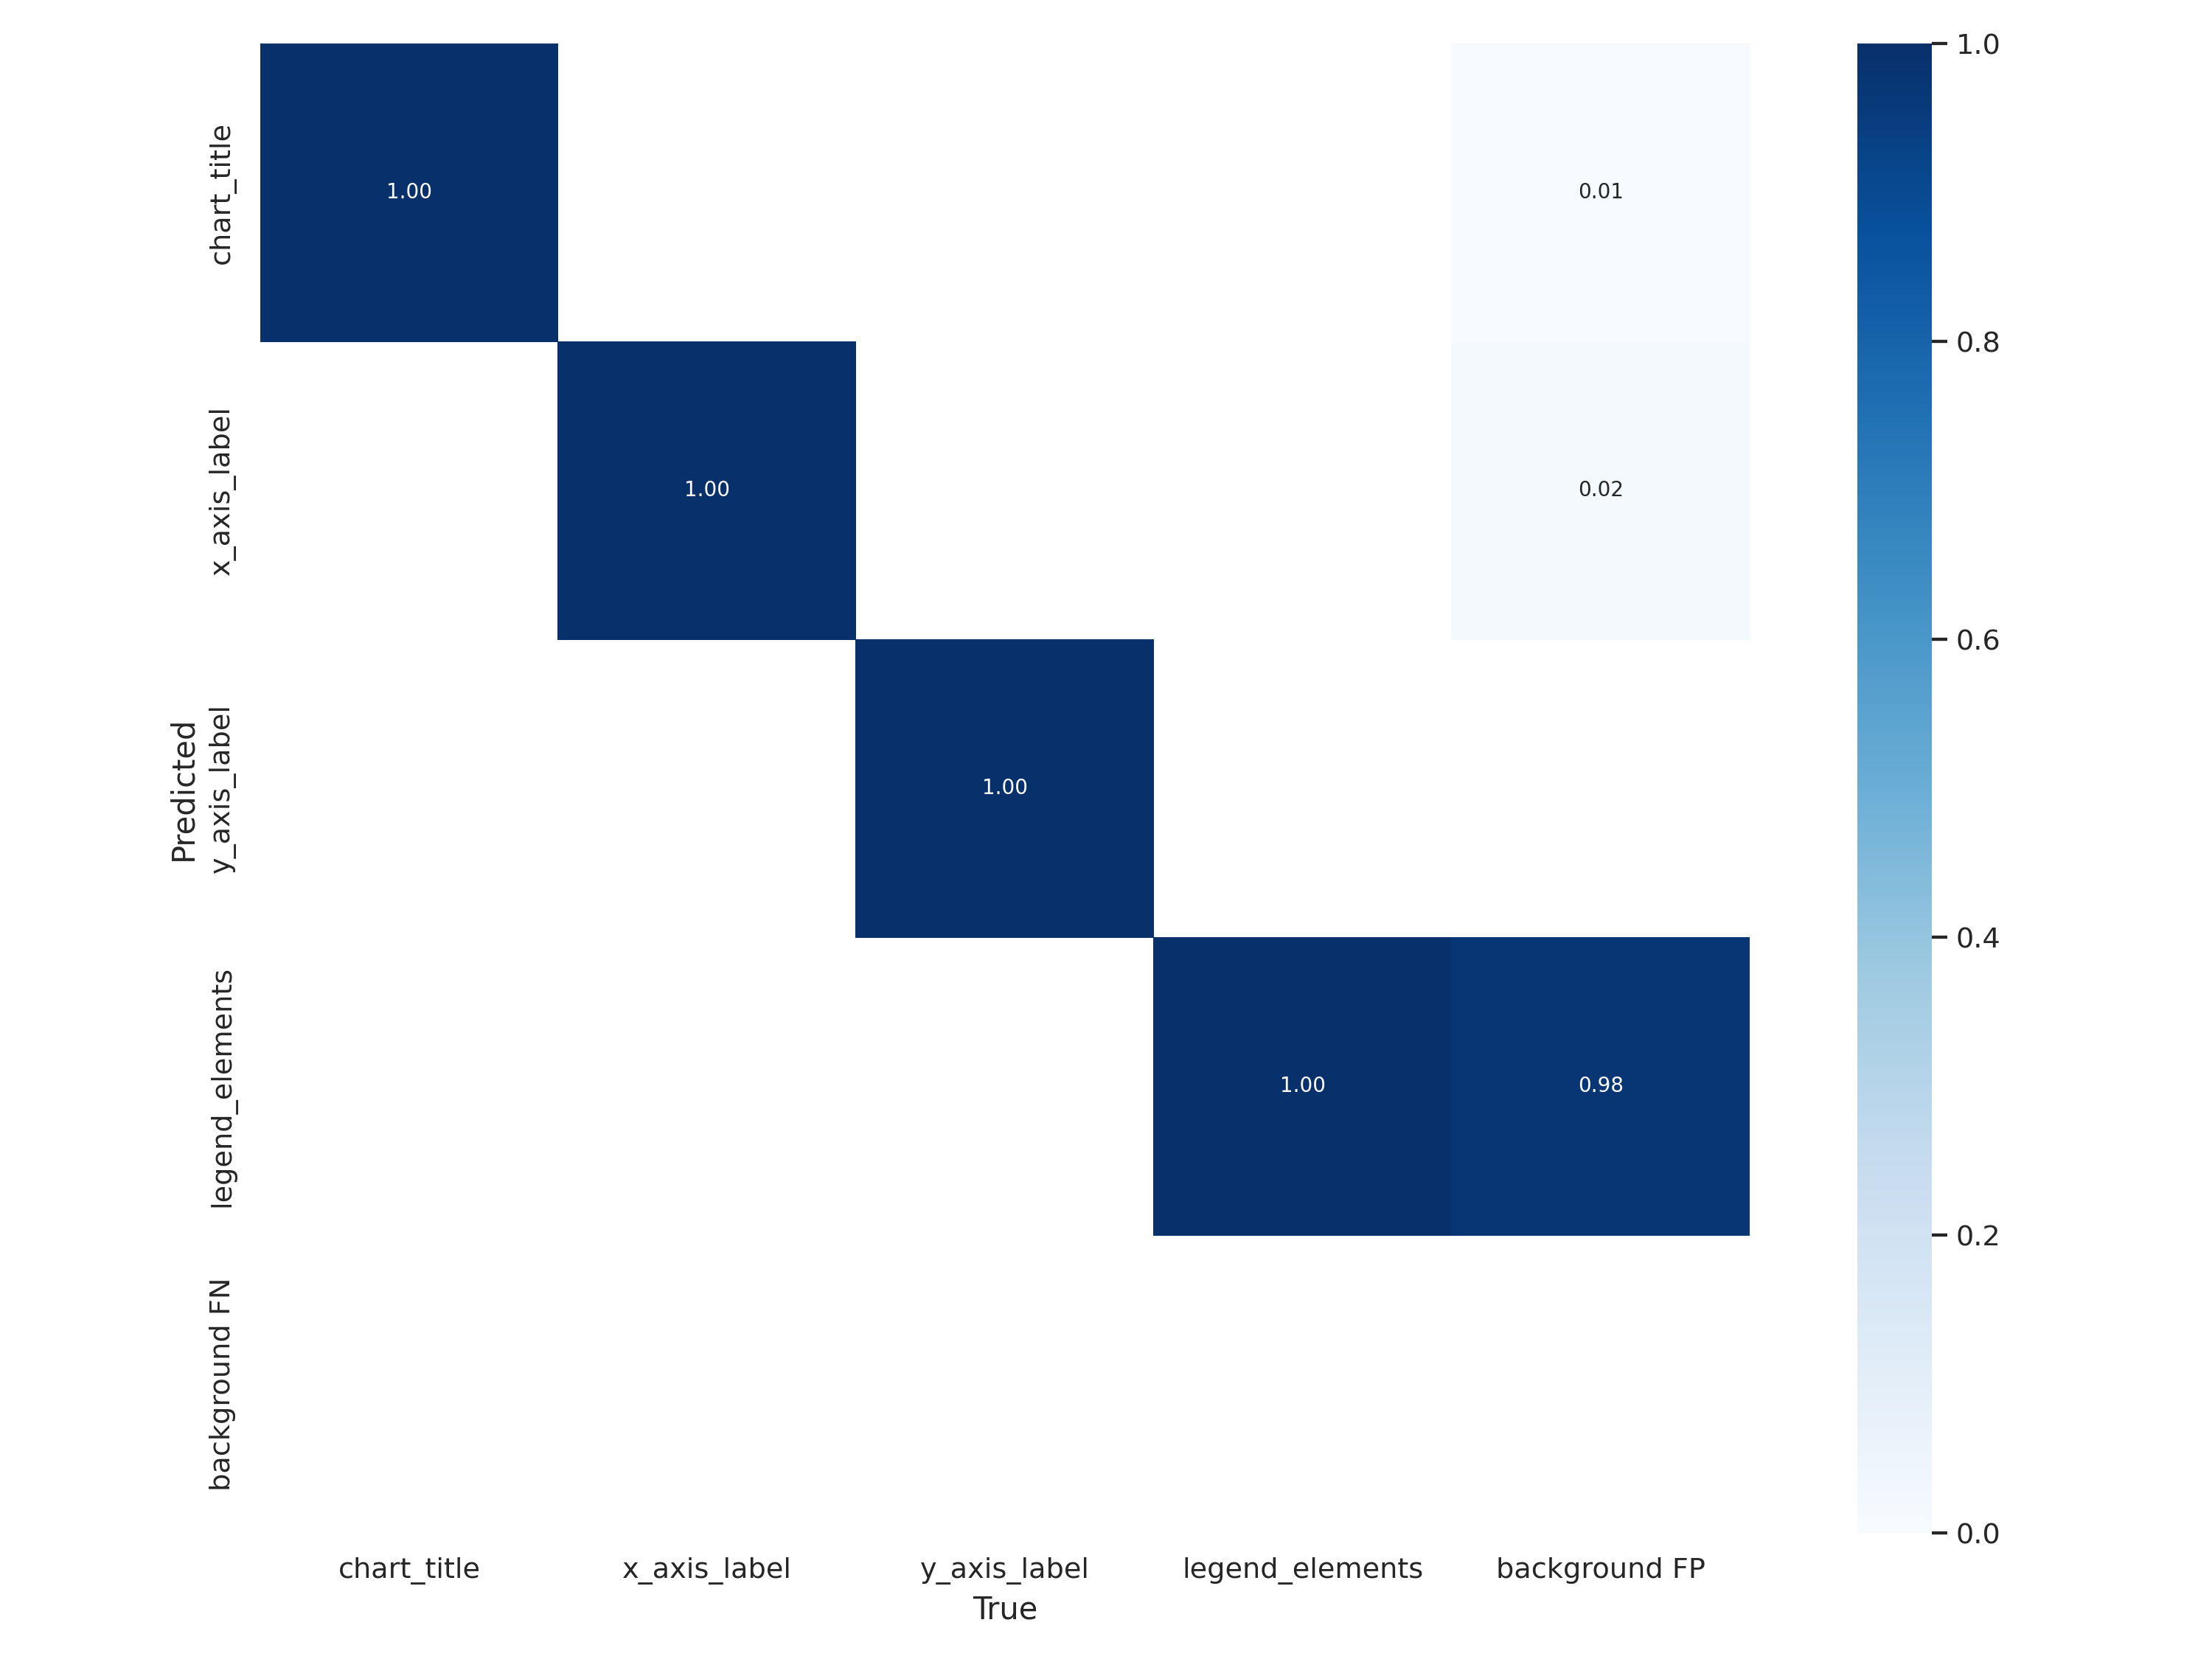 1.0
chart_title
1.00
0.01
0.8
x_axis_label
1.00
0.02
0.6
Predicted
y_axis_label
1.00
0.4
legend_elements
1.00
0.98
0.2
background FN
0.0
chart_title
x_axis_label
y_axis_label
legend_elements
background FP
True